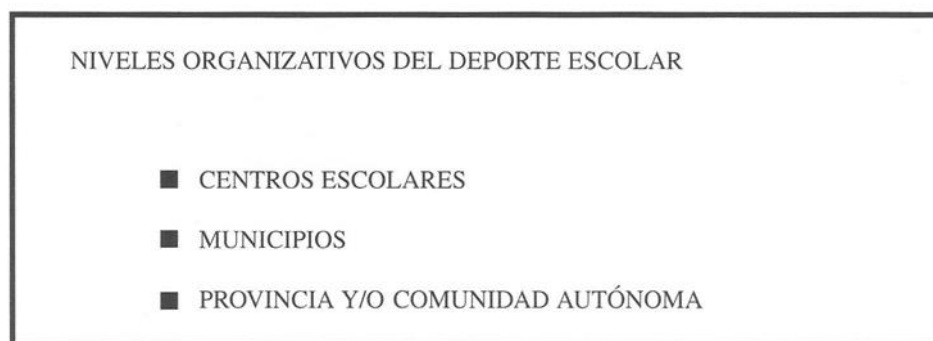 NIVELES ORGANIZATIVOS DEL DEPORTE ESCOLAR
■ CENTROS ESCOLARES
■ MUNICIPIOS
■ PROVINCIA Y/O COMUNIDAD AUTÓNOMA